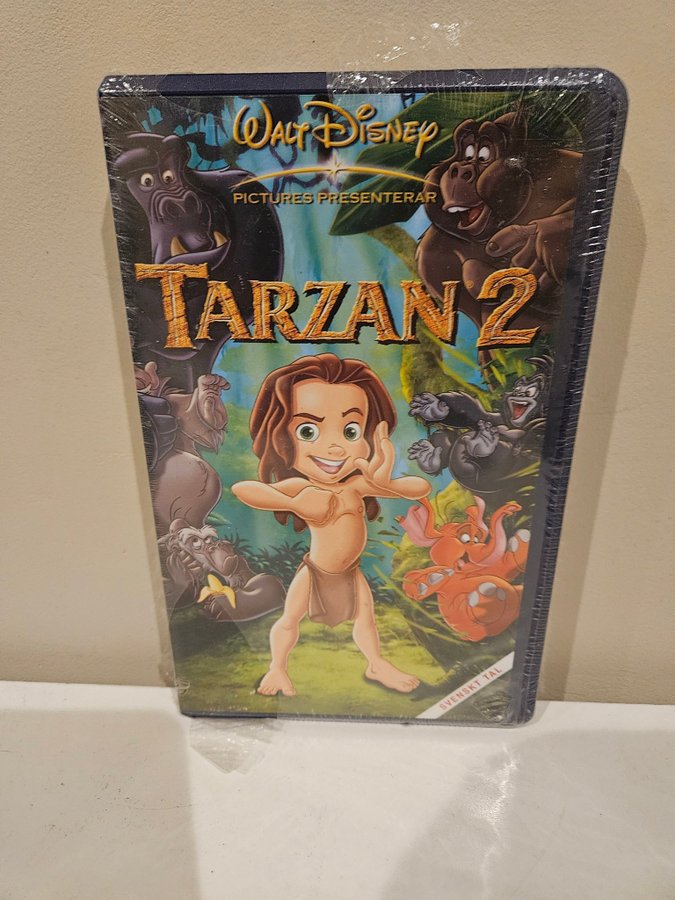 WALT DISNEY
PICTURES PRESENTERAR
TARZAN 2
SVENSKT TAL